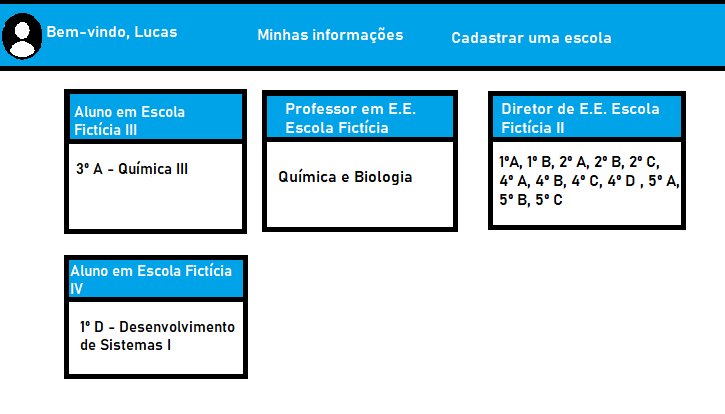 Bem-vindo, Lucas
Minhas informações
Cadastrar uma escola
Aluno em Escola
Fictícia III
3º A - Química III
Professor em E.E.
Escola Fictícia
Química e Biologia
Diretor de E.E. Escola
Fictícia II
1ºA, 1º B, 2º A, 2º B, 2º C,
4º A, 4º B, 4º C, 4º D , 5º A,
5º B, 5º C
Aluno em Escola Fictícia
IV
1º D - Desenvolvimento
de Sistemas I